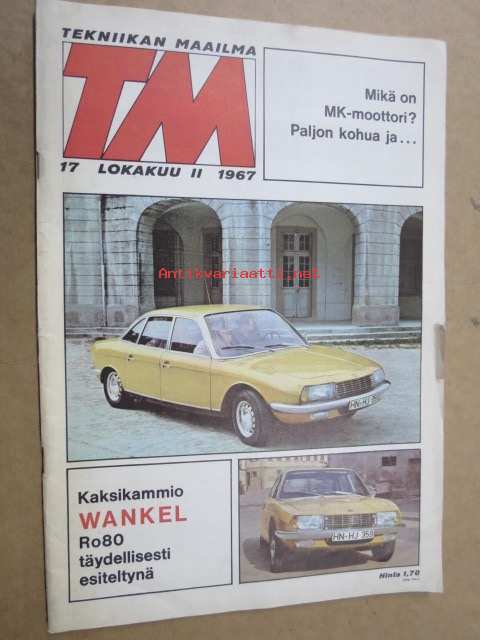 TEKNIIKAN MAAILMA
TM
17 LOKAKUU II 1967
Mikä on
MK-moottori?
Paljon kohua ja...
Antikvariaatti.net
HN-HJ-35
Kaksikammio
WANKEL
Ro80
täydellisesti
esiteltynä
HN-HJ-358
Hinta 1,70